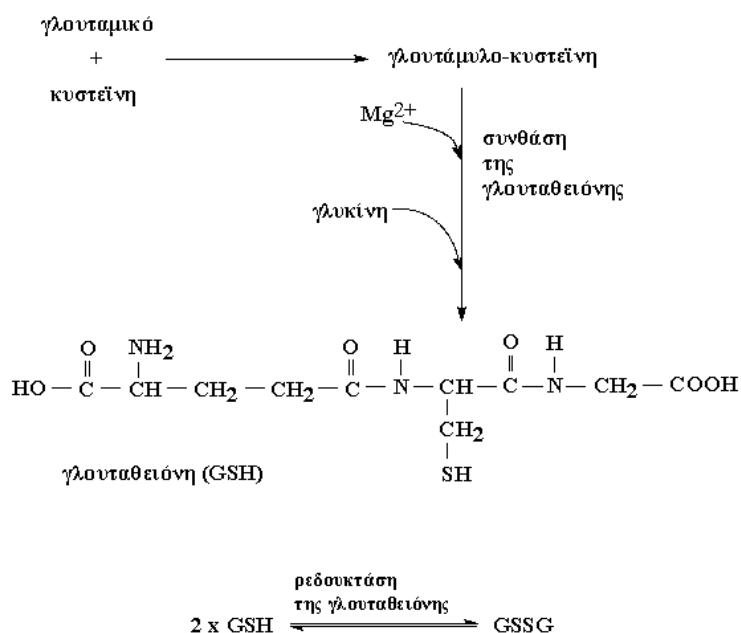 γλουταμικό
+
κυστεΐνη
γλουτάμυλο-κυστεΐνη
Mg2+
συνθάση
της
γλουταθειόνης
γλυκίνη
O NH2 O H O H
HO — C — CH — CH2 — CH2 — C — N — CH — C — N — CH2 — COOH
CH2
SH
γλουταθειόνη (GSH)
ρεδουκτάση
της γλουταθειόνης
2 x GSH GSSG